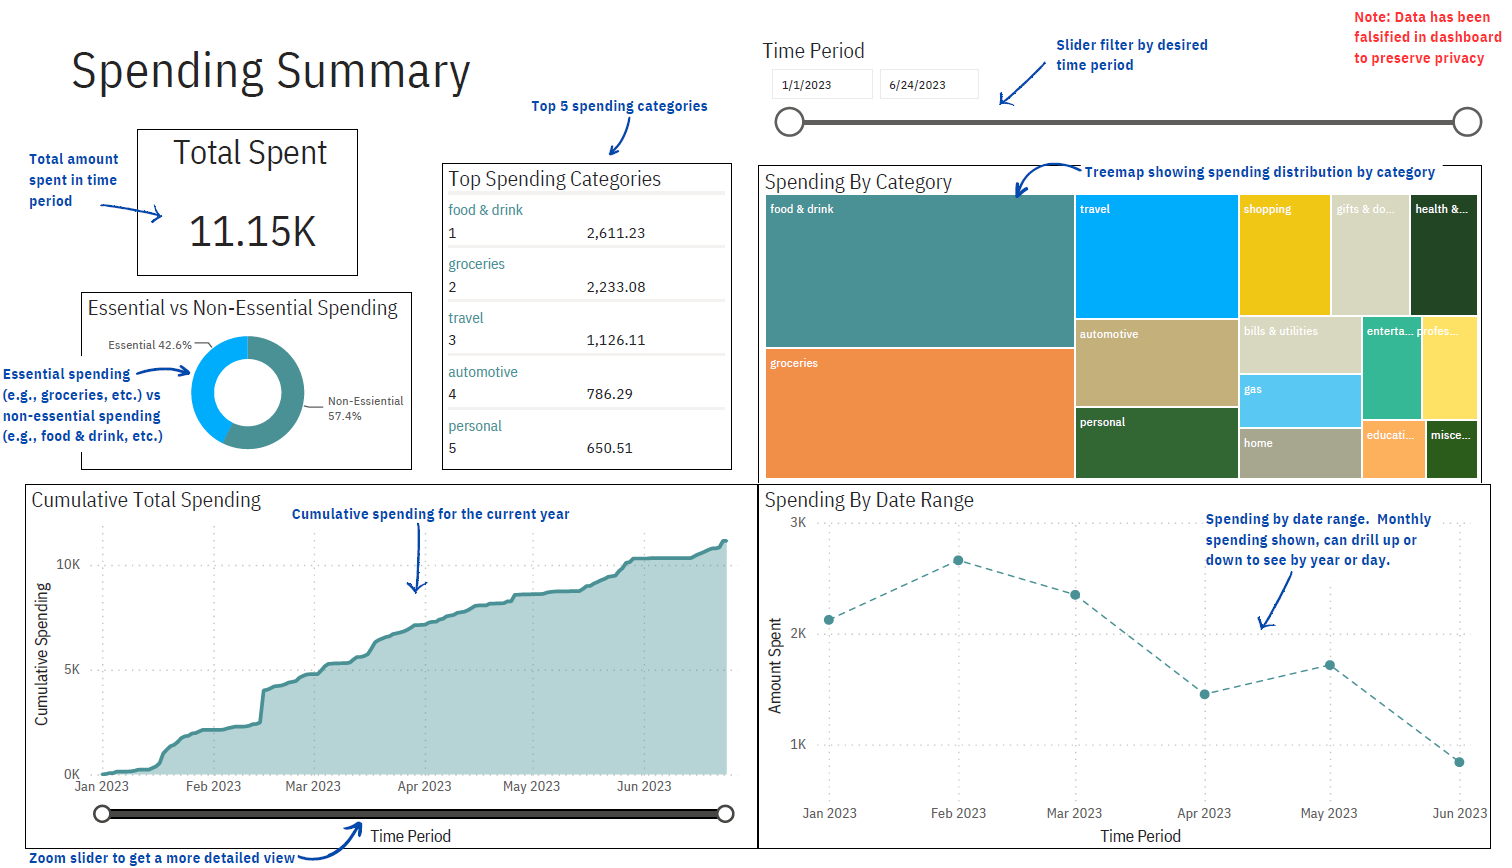 Note: Data has been
falsified in dashboard
to preserve privacy
Spending Summary
Time Period
Slider filter by desired
time period
1/1/2023
6/24/2023
Total amount
spent in time
period
Total Spent
11.15K
Top 5 spending categories
Top Spending Categories
food & drink
1 2,611.23
groceries
2 2,233.08
travel
3 1,126.11
automotive
4 786.29
personal
5 650.51
Essential vs Non-Essential Spending
Essential 42.6%
Non-Essiential
57.4%
Essential spending
(e.g., groceries, etc.) vs
non-essential spending
(e.g., food & drink, etc.)
Spending By Category
Treemap showing spending distribution by category
food & drink
groceries
travel
automotive
personal
shopping
gifts & do...
health &...
bills & utilities
gas
home
enterta...
profes...
educati...
misce...
Cumulative Total Spending
Cumulative spending for the current year
Cumulative Spending
10K
5K
0K
Jan 2023 Feb 2023 Mar 2023 Apr 2023 May 2023 Jun 2023
Time Period
Zoom slider to get a more detailed view
Spending By Date Range
Spending by date range. Monthly
spending shown, can drill up or
down to see by year or day.
Amount Spent
3K
2K
1K
Jan 2023 Feb 2023 Mar 2023 Apr 2023 May 2023 Jun 2023
Time Period